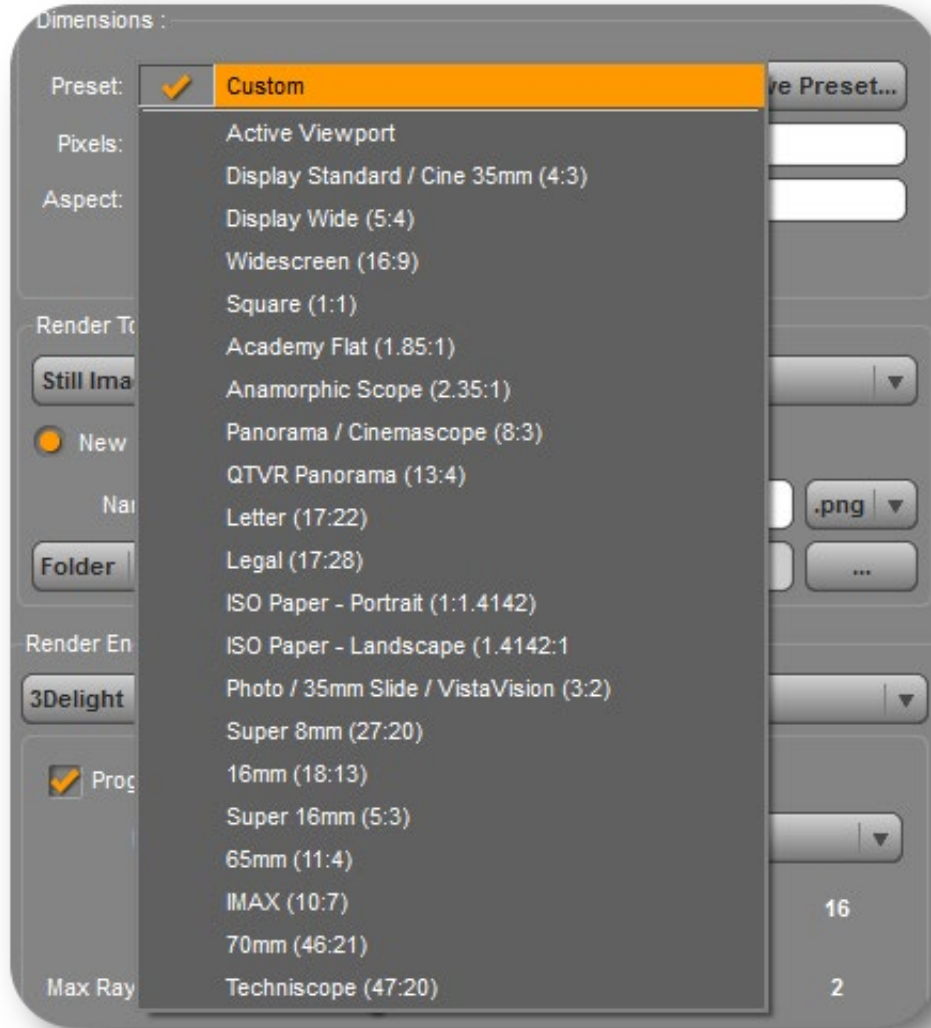 Dimensions :
Preset:
Custom
ve Preset...
Active Viewport
Pixels:
Display Standard / Cine 35mm (4:3)
Aspect:
Display Wide (5:4)
Widescreen (16:9)
Square (1:1)
Render To
Academy Flat (1.85:1)
Still Ima
Anamorphic Scope (2.35:1)
New
Panorama / Cinemascope (8:3)
QTVR Panorama (13:4)
Nar
.png
Letter (17:22)
Legal (17:28)
Folder
...
ISO Paper - Portrait (1:1.4142)
Render En
ISO Paper - Landscape (1.4142:1
3Delight
Photo / 35mm Slide / VistaVision (3:2)
Super 8mm (27:20)
Prog
16mm (18:13)
Super 16mm (5:3)
65mm (11:4)
IMAX (10:7)
16
70mm (46:21)
Max Ray
Techniscope (47:20)
2